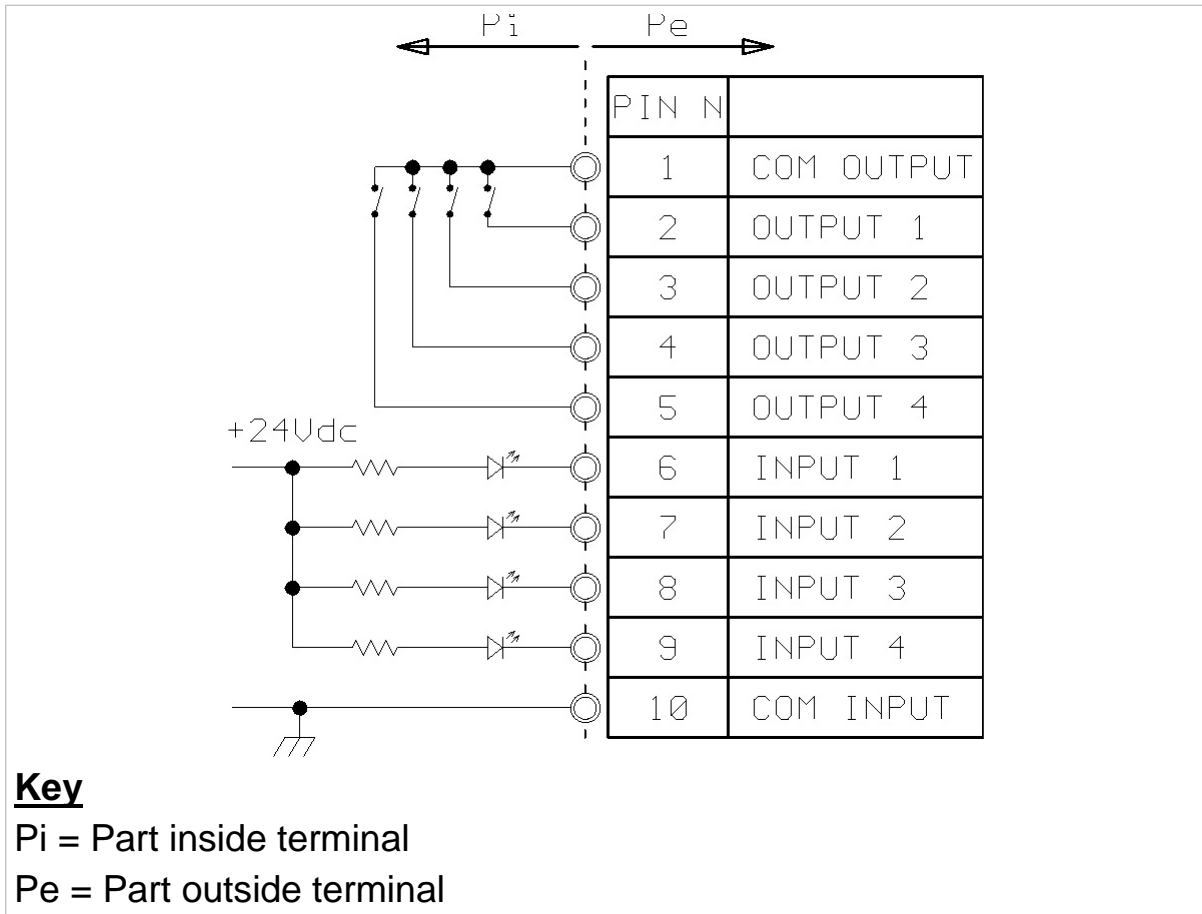 Pi Pe
PIN N
1 COM OUTPUT
2 OUTPUT 1
3 OUTPUT 2
4 OUTPUT 3
5 OUTPUT 4
+24Vdc
6 INPUT 1
7 INPUT 2
8 INPUT 3
9 INPUT 4
10 COM INPUT
Key
Pi = Part inside terminal
Pe = Part outside terminal